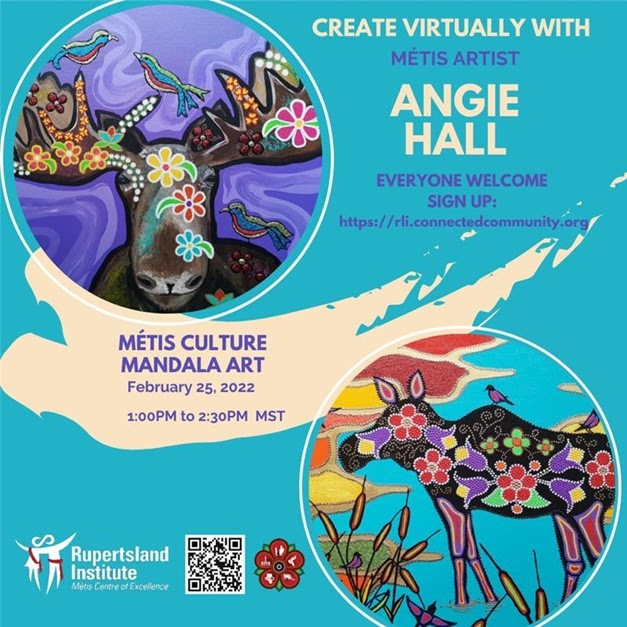 CREATE VIRTUALLY WITH
MÉTIS ARTIST
ANGIE
HALL
EVERYONE WELCOME
SIGN UP:
https://rli.connectedcommunity.org
MÉTIS CULTURE
MANDALA ART
February 25, 2022
1:00PM to 2:30PM MST
Rupertsland
Institute
Métis Centre of Excellence